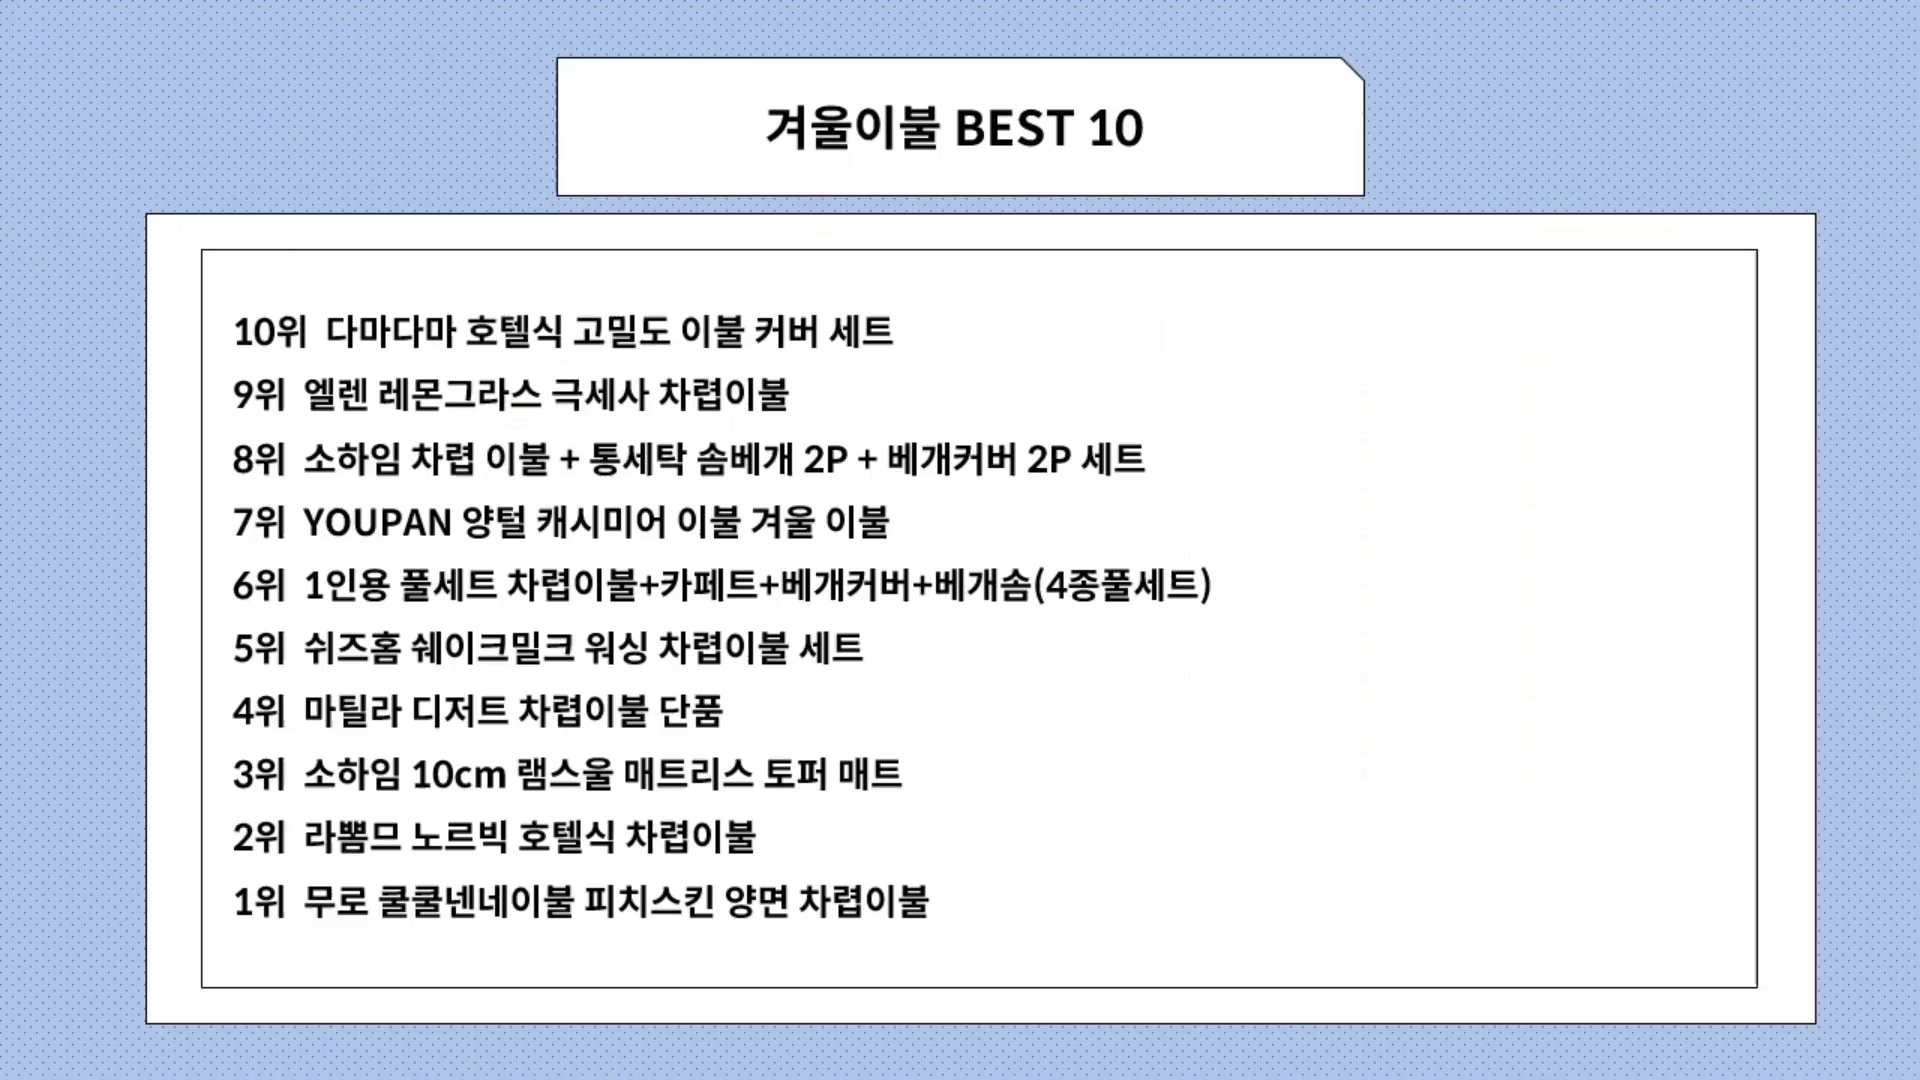 겨울이불 BEST 10
10위 다마다마 호텔식 고밀도 이불 커버 세트
9위 엘렌 레몬그라스 극세사 차렵이불
8위 소하임 차렵 이불 + 통세탁 솜베개 2P + 베개커버 2P 세트
7위 YOUPAN 양털 캐시미어 이불 겨울 이불
6위 1인용 풀세트 차렵이불+카페트+베개커버+베개솜(4종풀세트)
5위 쉬즈홈 쉐이크밀크 워싱 차렵이불 세트
4위 마틸라 디저트 차렵이불 단품
3위 소하임 10cm 램스울 매트리스 토퍼 매트
2위 라뽐므 노르빅 호텔식 차렵이불
1위 무로 쿨쿨넨네이불 피치스킨 양면 차렵이불